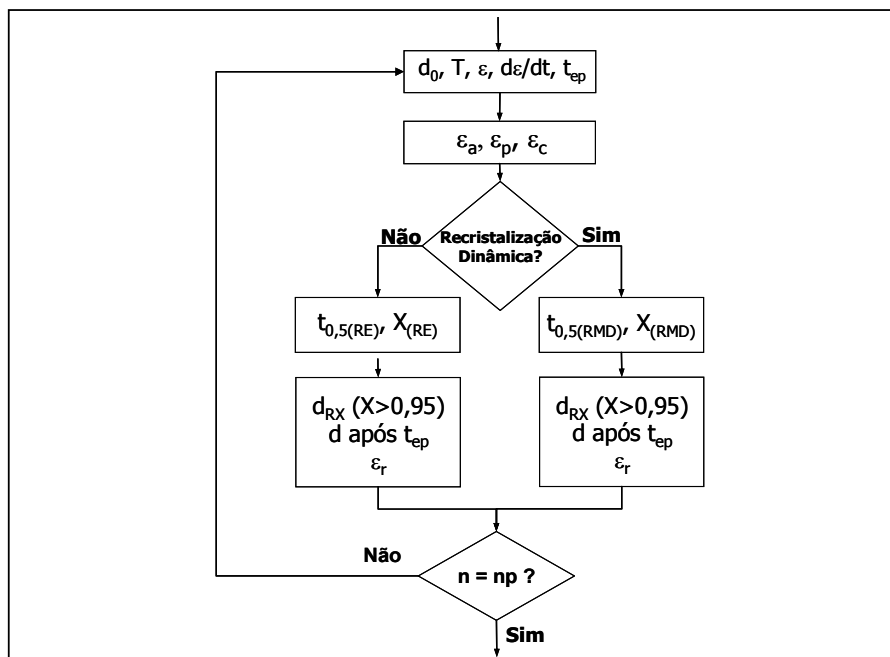 d₀, T, ε, dε/dt, tₑₚ
εₐ, εₚ, ε꜀
Não
Recristalização
Dinâmica?
Sim
t₀,₅(RE), X(RE)
t₀,₅(RMD), X(RMD)
dRX (X>0,95)
d após tₑₚ
εᵣ
dRX (X>0,95)
d após tₑₚ
εᵣ
Não
n = np ?
Sim